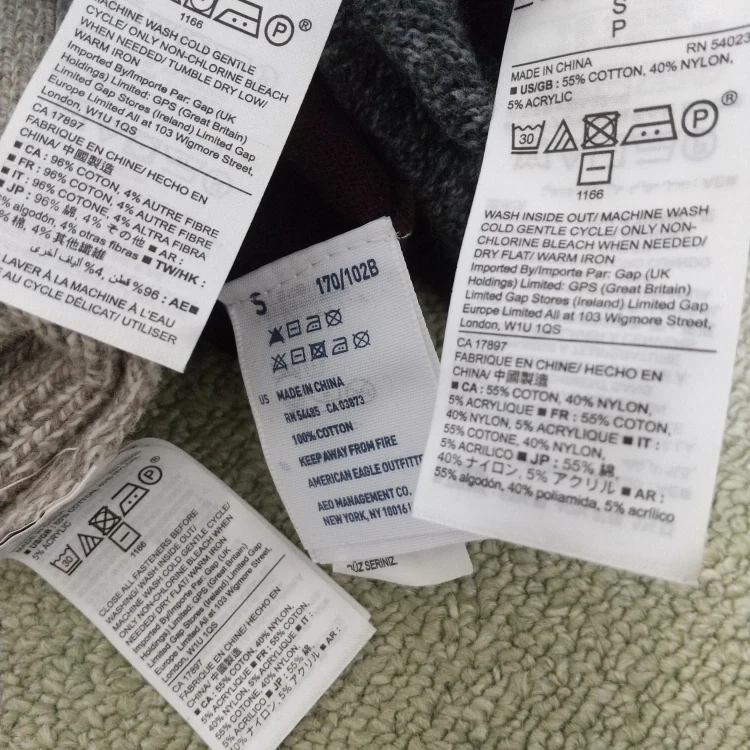 MACHINE WASH COLD GENTLE
CYCLE/ ONLY NON-CHLORINE BLEACH
WHEN NEEDED/ TUMBLE DRY LOW/
WARM IRON
Imported By/Importe Par: Gap (UK
Holdings) Limited: GPS (Great Britain)
Limited Gap Stores (Ireland) Limited Gap
Europe Limited All at 103 Wigmore Street,
London, W1U 1QS
CA 17897
FABRIQUE EN CHINE/ HECHO EN
CHINA/ 中國製造
■ CA: 96% COTON, 4% AUTRE FIBRE
■ FR: 96% COTON, 4% AUTRE FIBRE
■ IT: 96% COTONE, 4% ALTRA FIBRA
■ JP: 96% 綿, 4% その他 ■ AR:
algodón, 4% otras fibras ■ TW/HK:
綿, 4% 其他纖維
■AE :96% قطن, 4% ألياف أخرى
LAVER À LA MACHINE À L'EAU
CYCLE DÉLICAT/ UTILISER
1166
P
®
S
P
RN 54023
MADE IN CHINA
■ US/GB: 55% COTTON, 40% NYLON,
5% ACRYLIC
30
P
®
1166
WASH INSIDE OUT/ MACHINE WASH
COLD GENTLE CYCLE/ ONLY NON-
CHLORINE BLEACH WHEN NEEDED/
DRY FLAT/ WARM IRON
Imported By/Importe Par: Gap (UK
Holdings) Limited: GPS (Great Britain)
Limited Gap Stores (Ireland) Limited Gap
Europe Limited All at 103 Wigmore Street,
London, W1U 1QS
CA 17897
FABRIQUE EN CHINE/ HECHO EN
CHINA/ 中國製造
■ CA: 55% COTON, 40% NYLON,
5% ACRYLIQUE ■ FR: 55% COTON,
40% NYLON, 5% ACRYLIQUE ■ IT:
55% COTONE, 40% NYLON,
5% ACRILICO ■ JP: 55% 綿,
40% ナイロン, 5% アクリル ■ AR:
55% algodón, 40% poliamida, 5% acrílico
S
170/102B
US MADE IN CHINA
RN 54485 CA 03873
100% COTTON
KEEP AWAY FROM FIRE
AMERICAN EAGLE OUTFITTE
AEO MANAGEMENT CO.
NEW YORK, NY 10016
SERINIZ.
5% ACRYLIC
30
P
®
1166
CLOSE ALL FASTENERS BEFORE
WASHING/ WASH INSIDE OUT/
MACHINE WASH COLD GENTLE CYCLE/
ONLY NON-CHLORINE BLEACH WHEN
NEEDED/ DRY FLAT/ WARM IRON
Imported By/Importe Par: Gap (UK
Holdings) Limited: GPS (Great Britain)
Limited Gap Stores (Ireland) Limited Gap
Europe Limited All at 103 Wigmore Street,
London, W1U 1QS
CA 17897
FABRIQUE EN CHINE/ HECHO EN
CHINA/ 中國製造
■ CA: 55% COTON, 40% NYLON,
5% ACRYLIQUE ■ FR: 55% COTON,
40% NYLON, 5% ACRYLIQUE ■ IT:
55% COTONE, 40% NYLON,
5% ACRILICO ■ JP: 55% 綿,
40% ナイロン, 5% アクリル ■ AR: